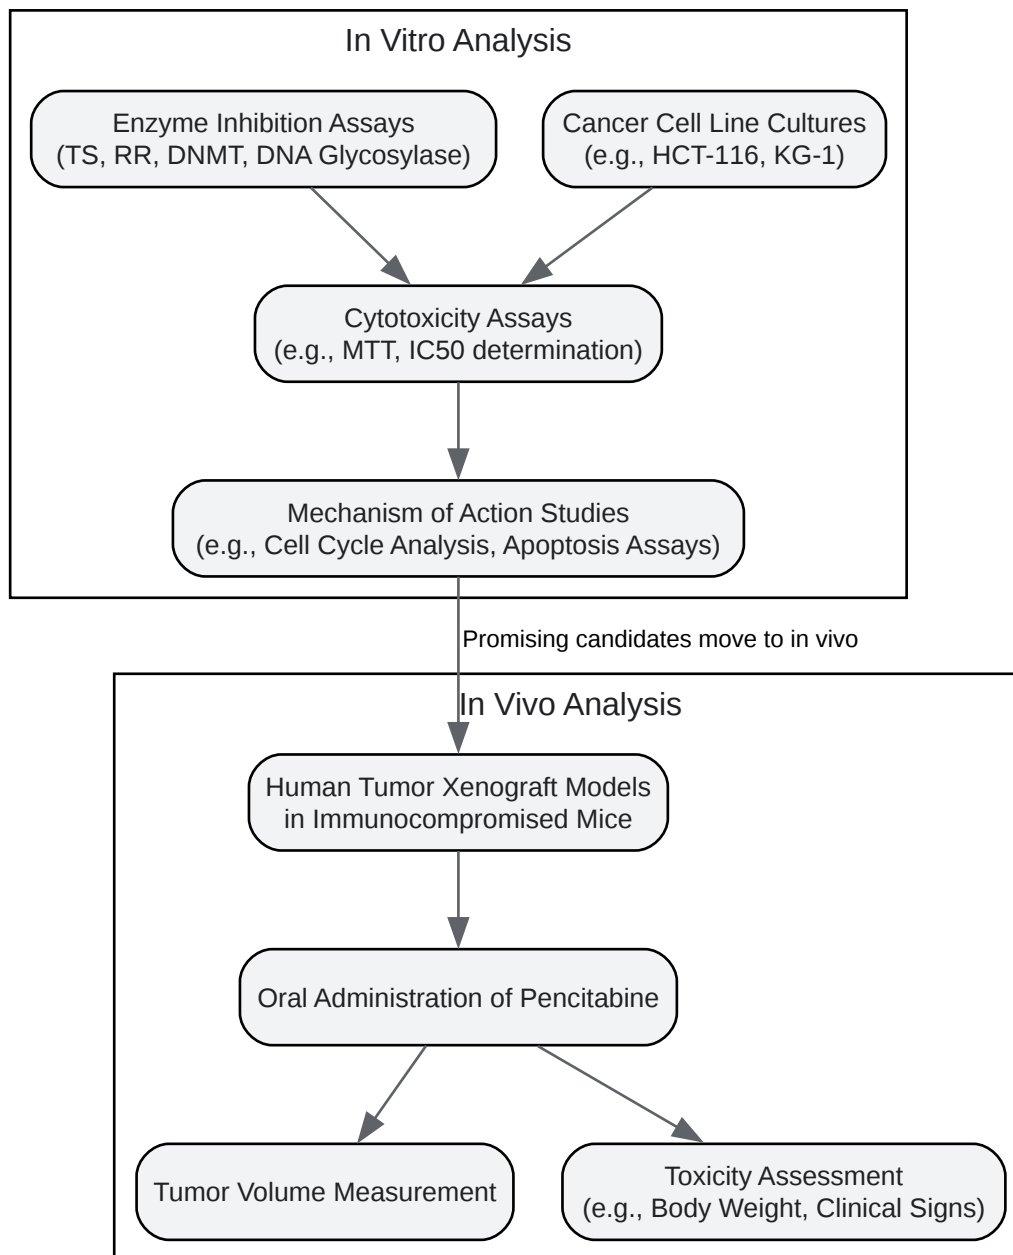 In Vitro Analysis
Enzyme Inhibition Assays
(TS, RR, DNMT, DNA Glycosylase)
Cancer Cell Line Cultures
(e.g., HCT-116, KG-1)
Cytotoxicity Assays
(e.g., MTT, IC50 determination)
Mechanism of Action Studies
(e.g., Cell Cycle Analysis, Apoptosis Assays)
Promising candidates move to in vivo
In Vivo Analysis
Human Tumor Xenograft Models
in Immunocompromised Mice
Oral Administration of Pencitabine
Tumor Volume Measurement
Toxicity Assessment
(e.g., Body Weight, Clinical Signs)